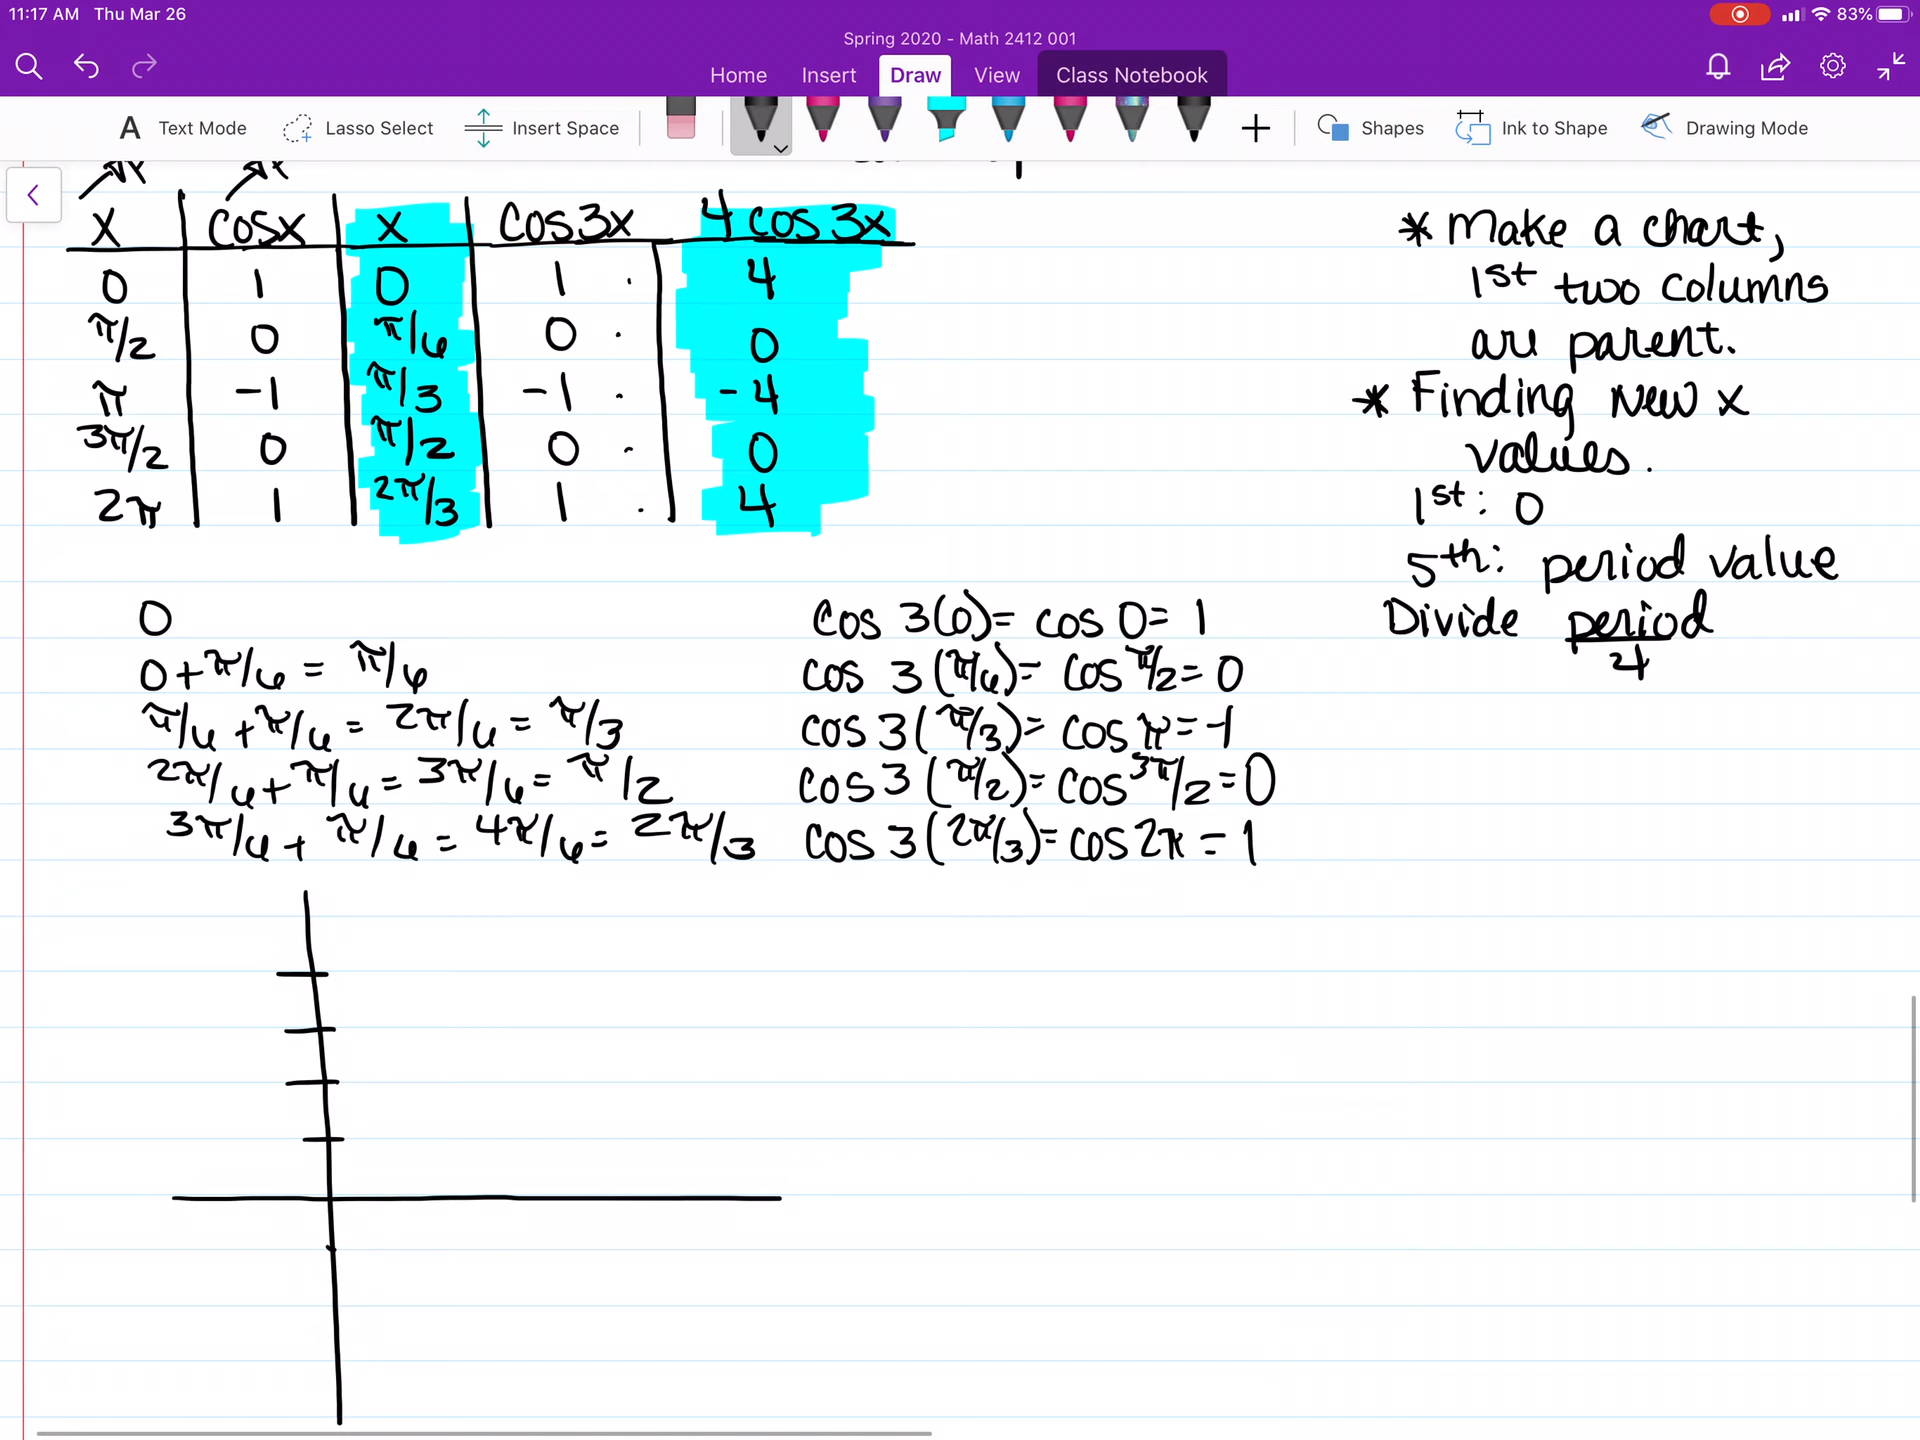 11:17 AM Thu Mar 26
83%
Spring 2020 - Math 2412 001
Home Insert Draw View Class Notebook
A Text Mode Lasso Select Insert Space Shapes Ink to Shape Drawing Mode
x cosx x cos3x 4 cos 3x
0 1 0 1 4
π/2 0 π/6 0 0
π -1 π/3 -1 -4
3π/2 0 π/2 0 0
2π 1 2π/3 1 4
* Make a chart,
1st two columns
are parent.
* Finding new x
values.
1st: 0
5th: period value
Divide period
4
0
0 + π/6 = π/6
π/6 + π/6 = 2π/6 = π/3
2π/6 + π/6 = 3π/6 = π/2
3π/6 + π/6 = 4π/6 = 2π/3
cos 3(0) = cos 0 = 1
cos 3(π/6) = cos π/2 = 0
cos 3(π/3) = cos π = -1
cos 3(π/2) = cos 3π/2 = 0
cos 3(2π/3) = cos 2π = 1